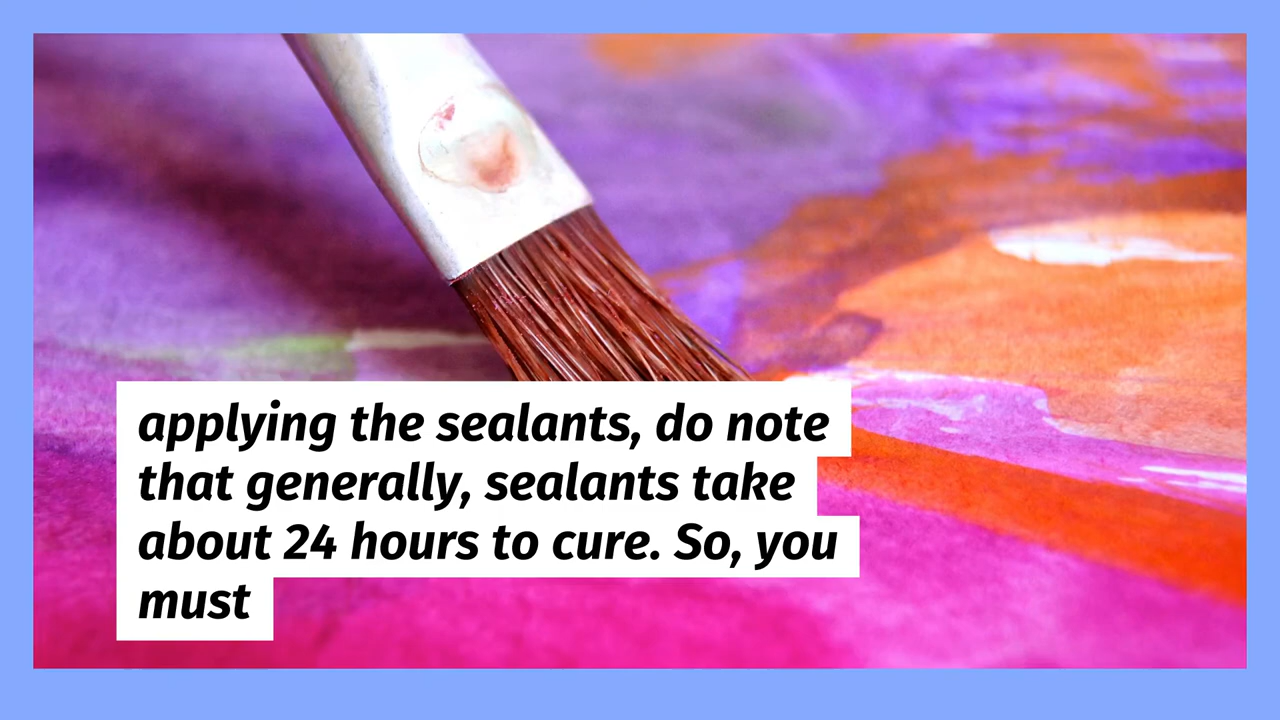 applying the sealants, do note
that generally, sealants take
about 24 hours to cure. So, you
must